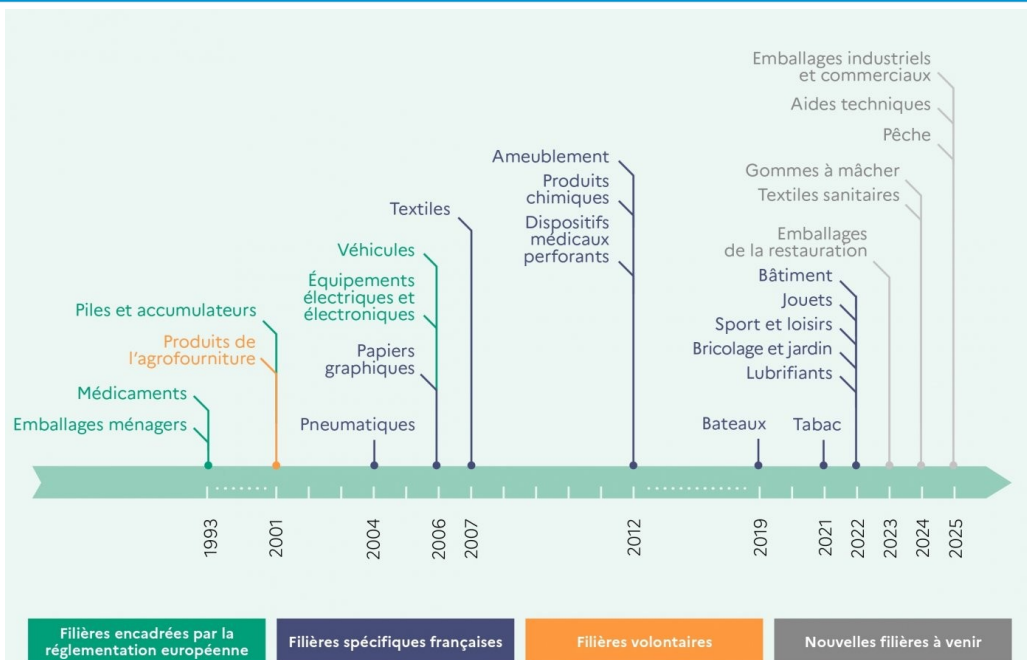 Emballages industriels
et commerciaux
Aides techniques
Pêche
Gommes à mâcher
Textiles sanitaires
Emballages
de la restauration
Ameublement
Produits
chimiques
Dispositifs
médicaux
perforants
Bâtiment
Jouets
Sport et loisirs
Bricolage et jardin
Lubrifiants
Bateaux
Tabac
Textiles
Véhicules
Équipements
électriques et
électroniques
Papiers
graphiques
Pneumatiques
Piles et accumulateurs
Produits de
l'agrofourniture
Médicaments
Emballages ménagers
1993
2001
2004
2006
2007
2012
2019
2021
2022
2023
2024
2025
Filières encadrées par la
réglementation européenne
Filières spécifiques françaises
Filières volontaires
Nouvelles filières à venir